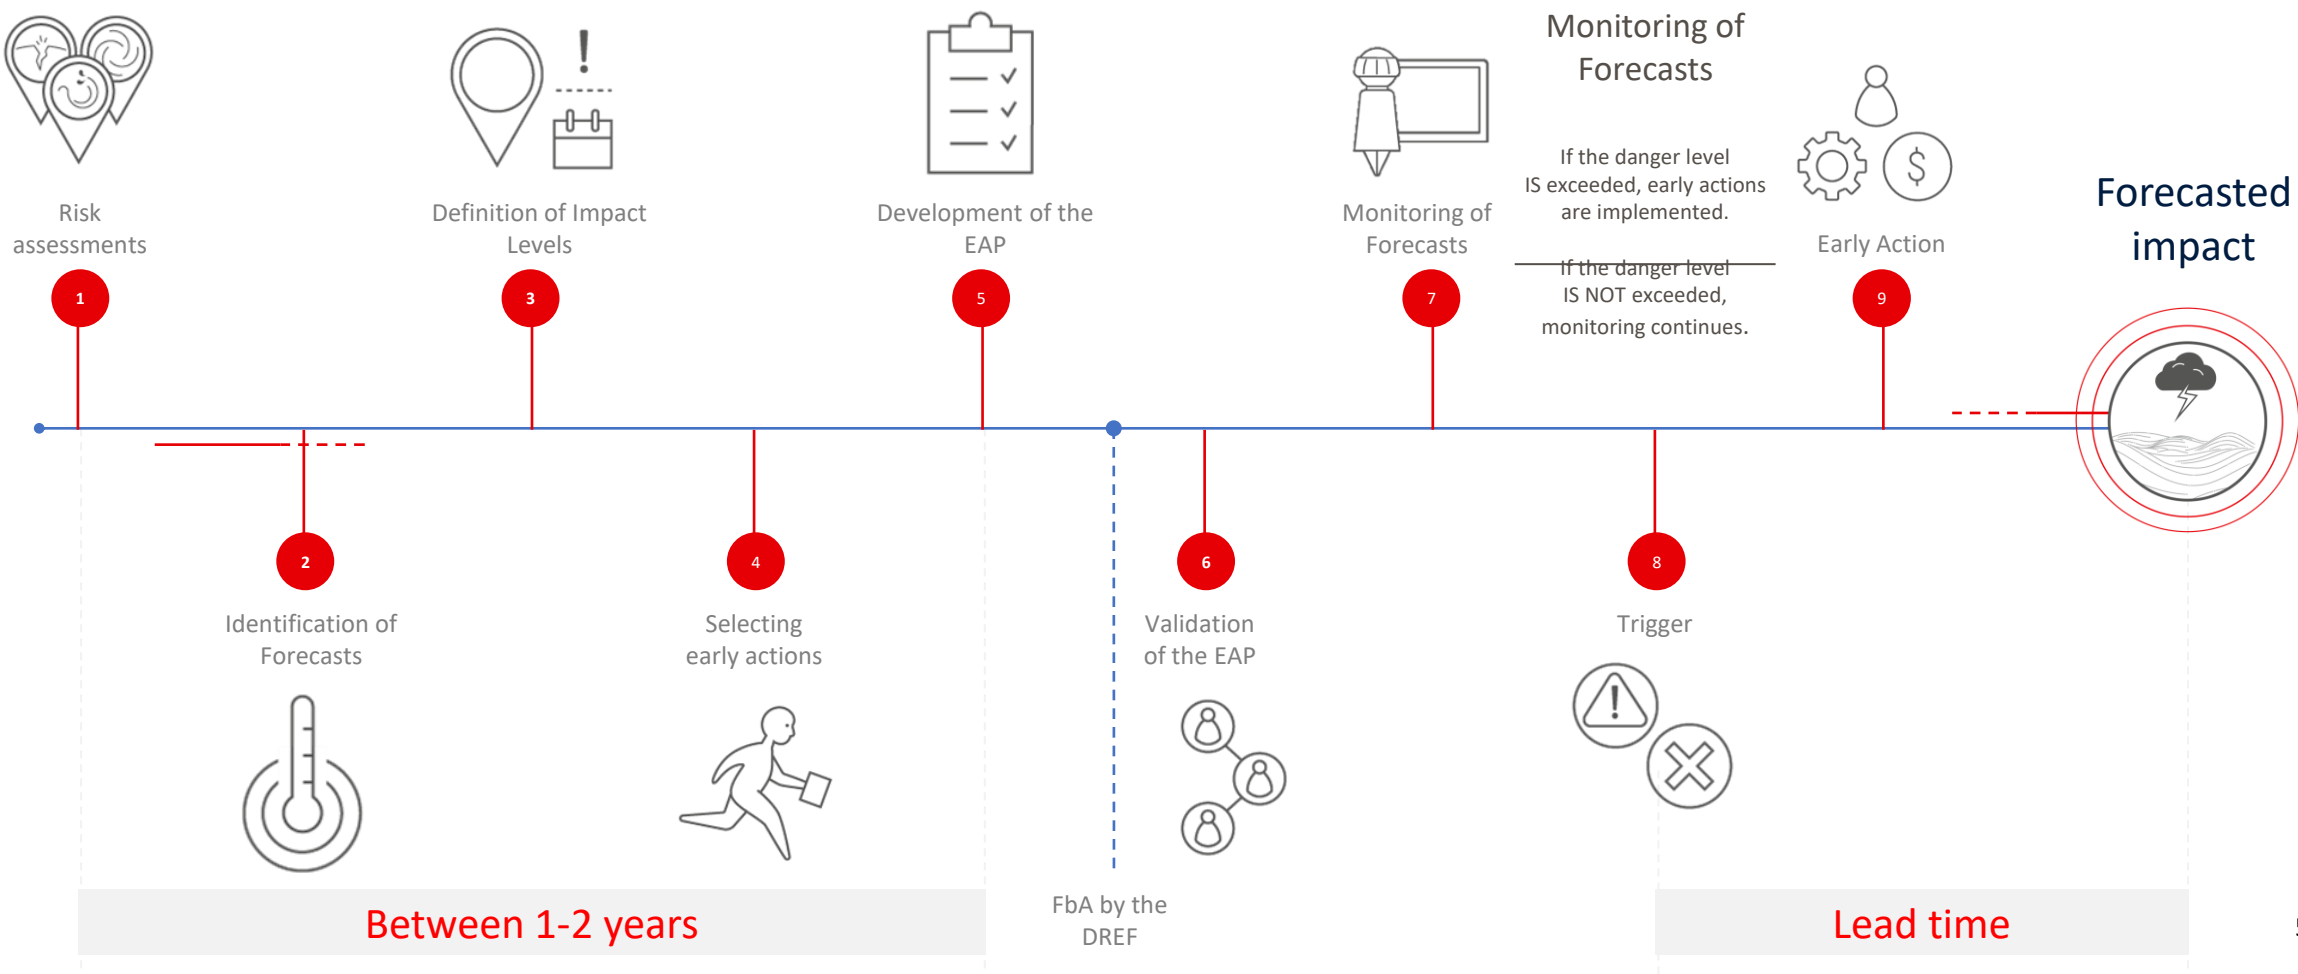 Risk
assessments
1
2
Identification of
Forecasts
Definition of Impact
Levels
3
4
Selecting
early actions
Development of the
EAP
5
Between 1-2 years
FbA by the
DREF
6
Validation
of the EAP
Monitoring of
Forecasts
7
Monitoring of
Forecasts
If the danger level
IS exceeded, early actions
are implemented.
If the danger level
IS NOT exceeded,
monitoring continues.
8
Trigger
Early Action
9
Lead time
Forecasted
impact
5